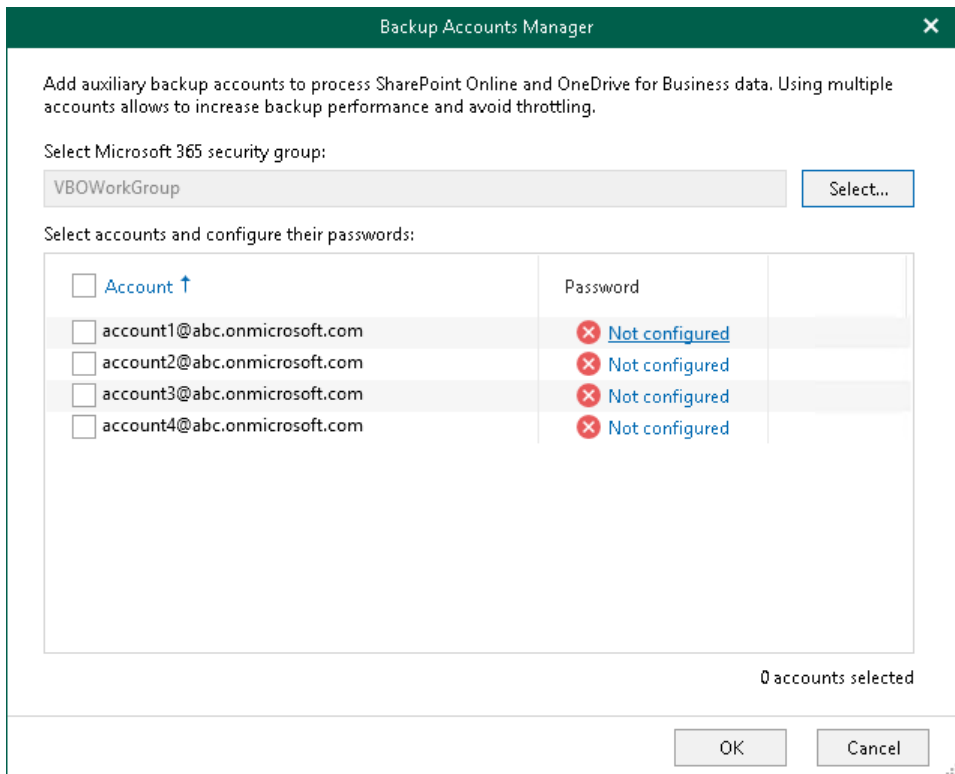 Backup Accounts Manager
Add auxiliary backup accounts to process SharePoint Online and OneDrive for Business data. Using multiple
accounts allows to increase backup performance and avoid throttling.
Select Microsoft 365 security group:
VBOWorkGroup
Select...
Select accounts and configure their passwords:
Account Password
account1@abc.onmicrosoft.com Not configured
account2@abc.onmicrosoft.com Not configured
account3@abc.onmicrosoft.com Not configured
account4@abc.onmicrosoft.com Not configured
0 accounts selected
OK Cancel